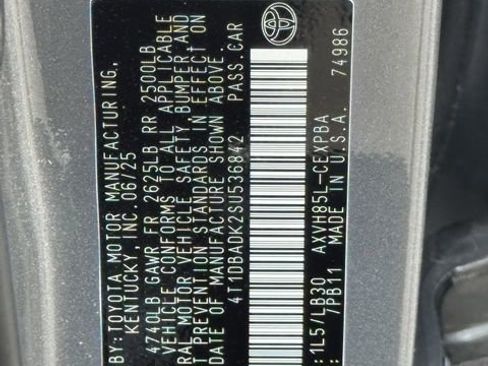 BY: TOYOTA MOTOR MANUFACTURING,
KENTUCKY, INC. 06/25
4740LB GAWR FR 2625LB RR 2500LB
VEHICLE CONFORMS TO ALL APPLICABLE
RAL MOTOR VEHICLE SAFETY, BUMPER AND
T PREVENTION STANDARDS IN EFFECT ON
DATE OF MANUFACTURE SHOWN ABOVE.
4T1DBADK2SU536842 PASS.CAR
: 1L5/LB30 AXVH85L-CEXPBA
7PB11 MADE IN U.S.A. 74986